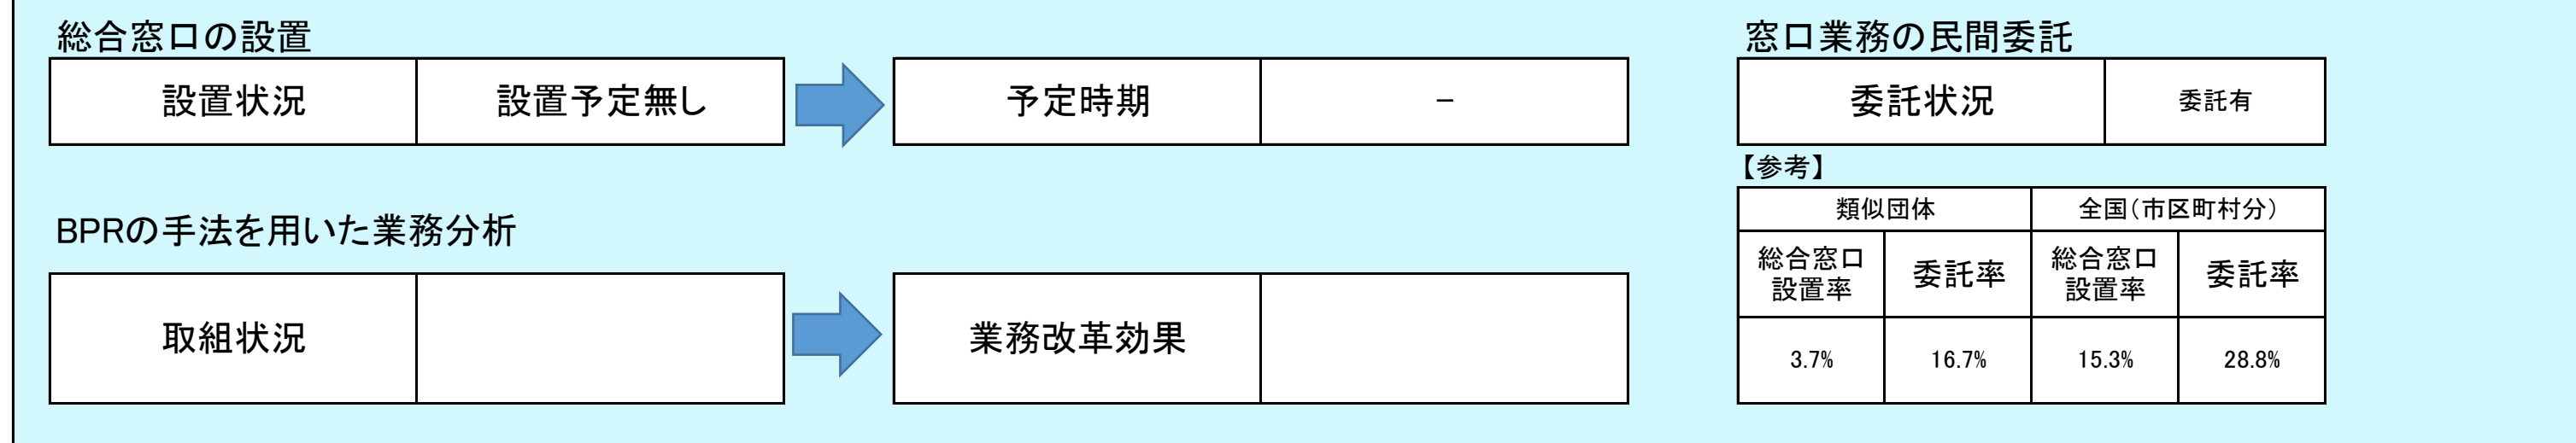 総合窓口の設置
設置状況 設置予定無し 予定時期 －
BPRの手法を用いた業務分析
取組状況 業務改革効果
窓口業務の民間委託
委託状況 委託有
【参考】
類似団体 全国（市区町村分）
総合窓口
設置率 委託率 総合窓口
設置率 委託率
3.7% 16.7% 15.3% 28.8%